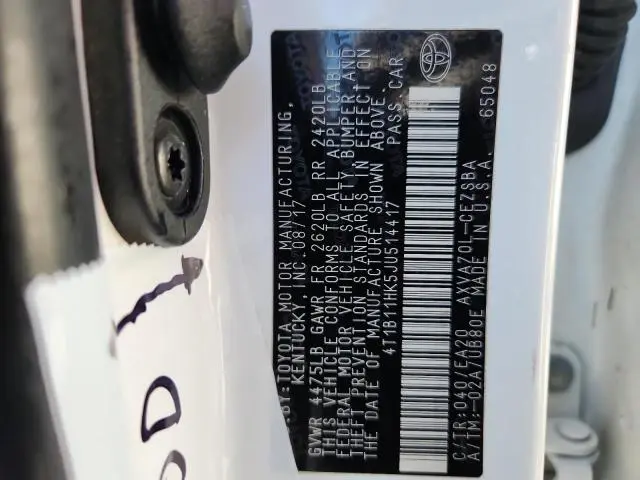 BY:TOYOTA MOTOR MANUFACTURING,
KENTUCKY, INC. 08/17
GVWR 4475LB GAWR FR 2620LB RR 2420LB
THIS VEHICLE CONFORMS TO ALL APPLICABLE
FEDERAL MOTOR VEHICLE SAFETY, BUMPER AND
THEFT PREVENTION STANDARDS IN EFFECT ON
THE DATE OF MANUFACTURE SHOWN ABOVE.
4T1B11HK5JU514417 PASS. CAR
C/TR:040/EA20 AXVA70L-CEZSBA
A/TM:-02A/UB80E MADE IN U.S.A. 65048
TOYOTA